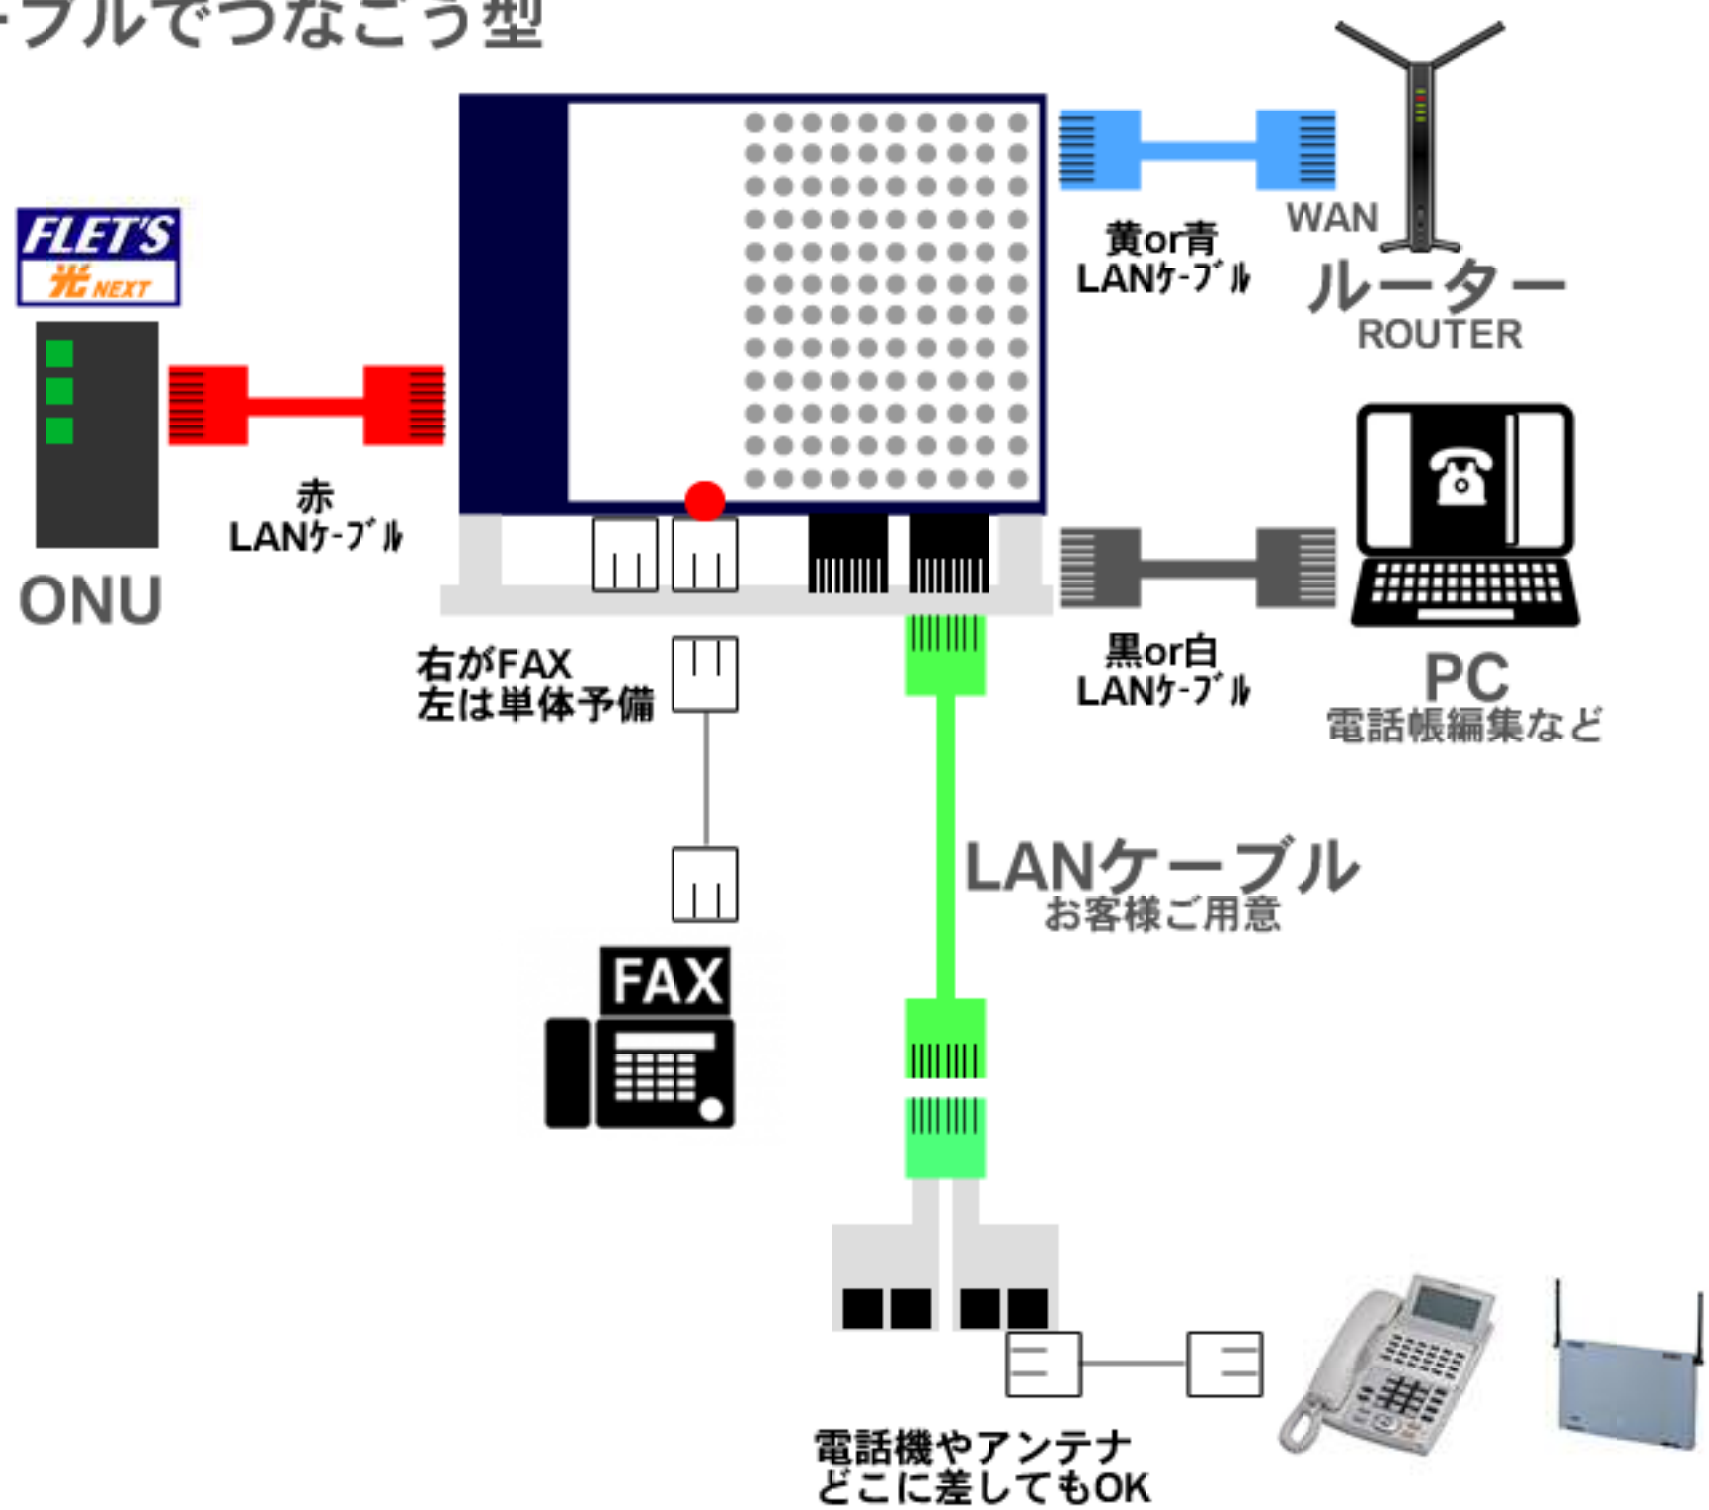 ーブルでつなごう型
FLET'S
光 NEXT
ONU
赤
LANｹｰﾌﾞﾙ
黄or青
LANｹｰﾌﾞﾙ
WAN
ルーター
ROUTER
黒or白
LANｹｰﾌﾞﾙ
PC
電話帳編集など
右がFAX
左は単体予備
LANケーブル
お客様ご用意
FAX
電話機やアンテナ
どこに差してもOK